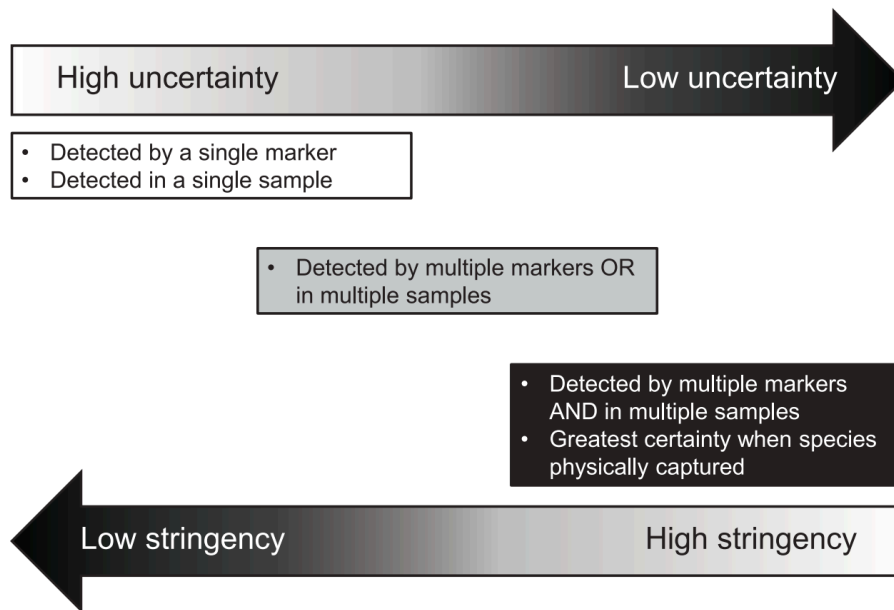 High uncertainty
Low uncertainty
• Detected by a single marker
• Detected in a single sample
• Detected by multiple markers OR
in multiple samples
• Detected by multiple markers
AND in multiple samples
• Greatest certainty when species
physically captured
Low stringency
High stringency